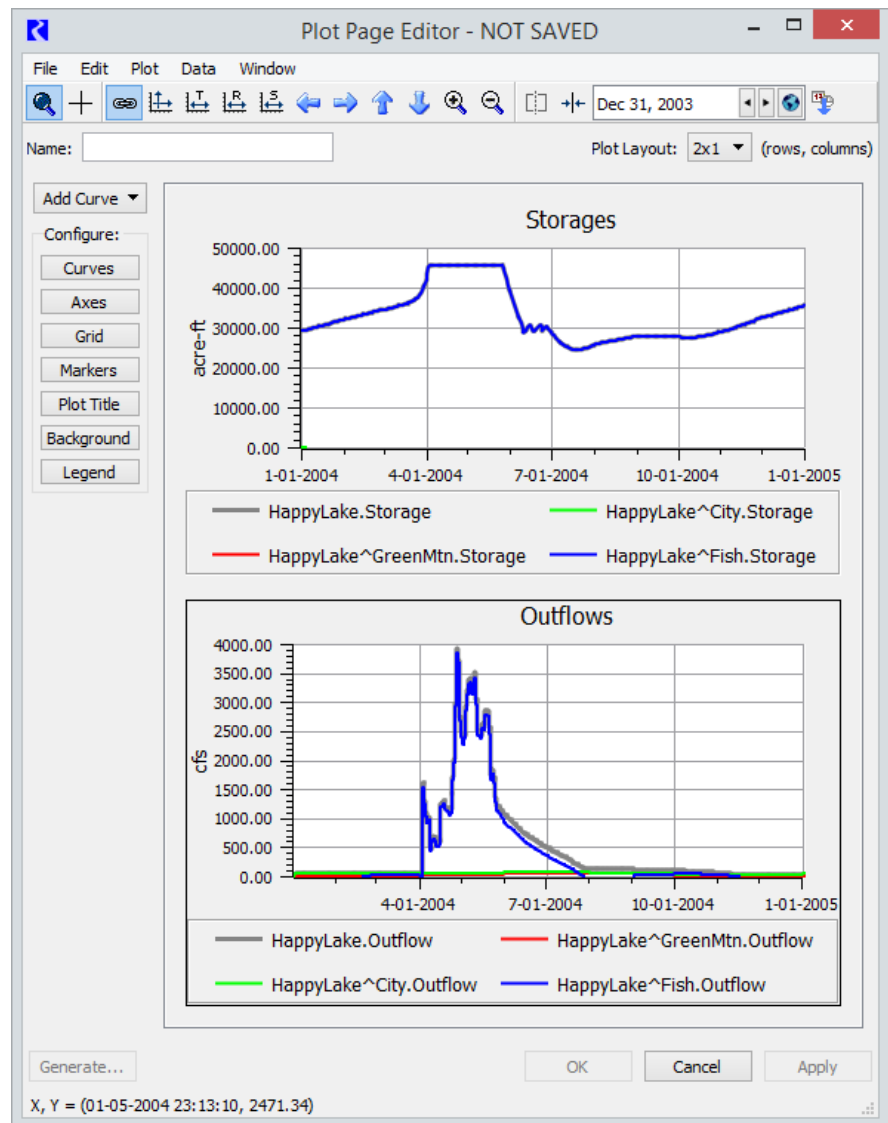 Plot Page Editor - NOT SAVED
File Edit Plot Data Window
T R S Dec 31, 2003
Name: Plot Layout: 2x1 (rows, columns)
Add Curve
Configure:
Curves
Axes
Grid
Markers
Plot Title
Background
Legend
Storages
50000.00
40000.00
30000.00
20000.00
10000.00
0.00
acre-ft
1-01-2004 4-01-2004 7-01-2004 10-01-2004 1-01-2005
HappyLake.Storage HappyLake^City.Storage
HappyLake^GreenMtn.Storage HappyLake^Fish.Storage
Outflows
4000.00
3500.00
3000.00
2500.00
2000.00
1500.00
1000.00
500.00
0.00
cfs
4-01-2004 7-01-2004 10-01-2004 1-01-2005
HappyLake.Outflow HappyLake^GreenMtn.Outflow
HappyLake^City.Outflow HappyLake^Fish.Outflow
Generate... OK Cancel Apply
X, Y = (01-05-2004 23:13:10, 2471.34)